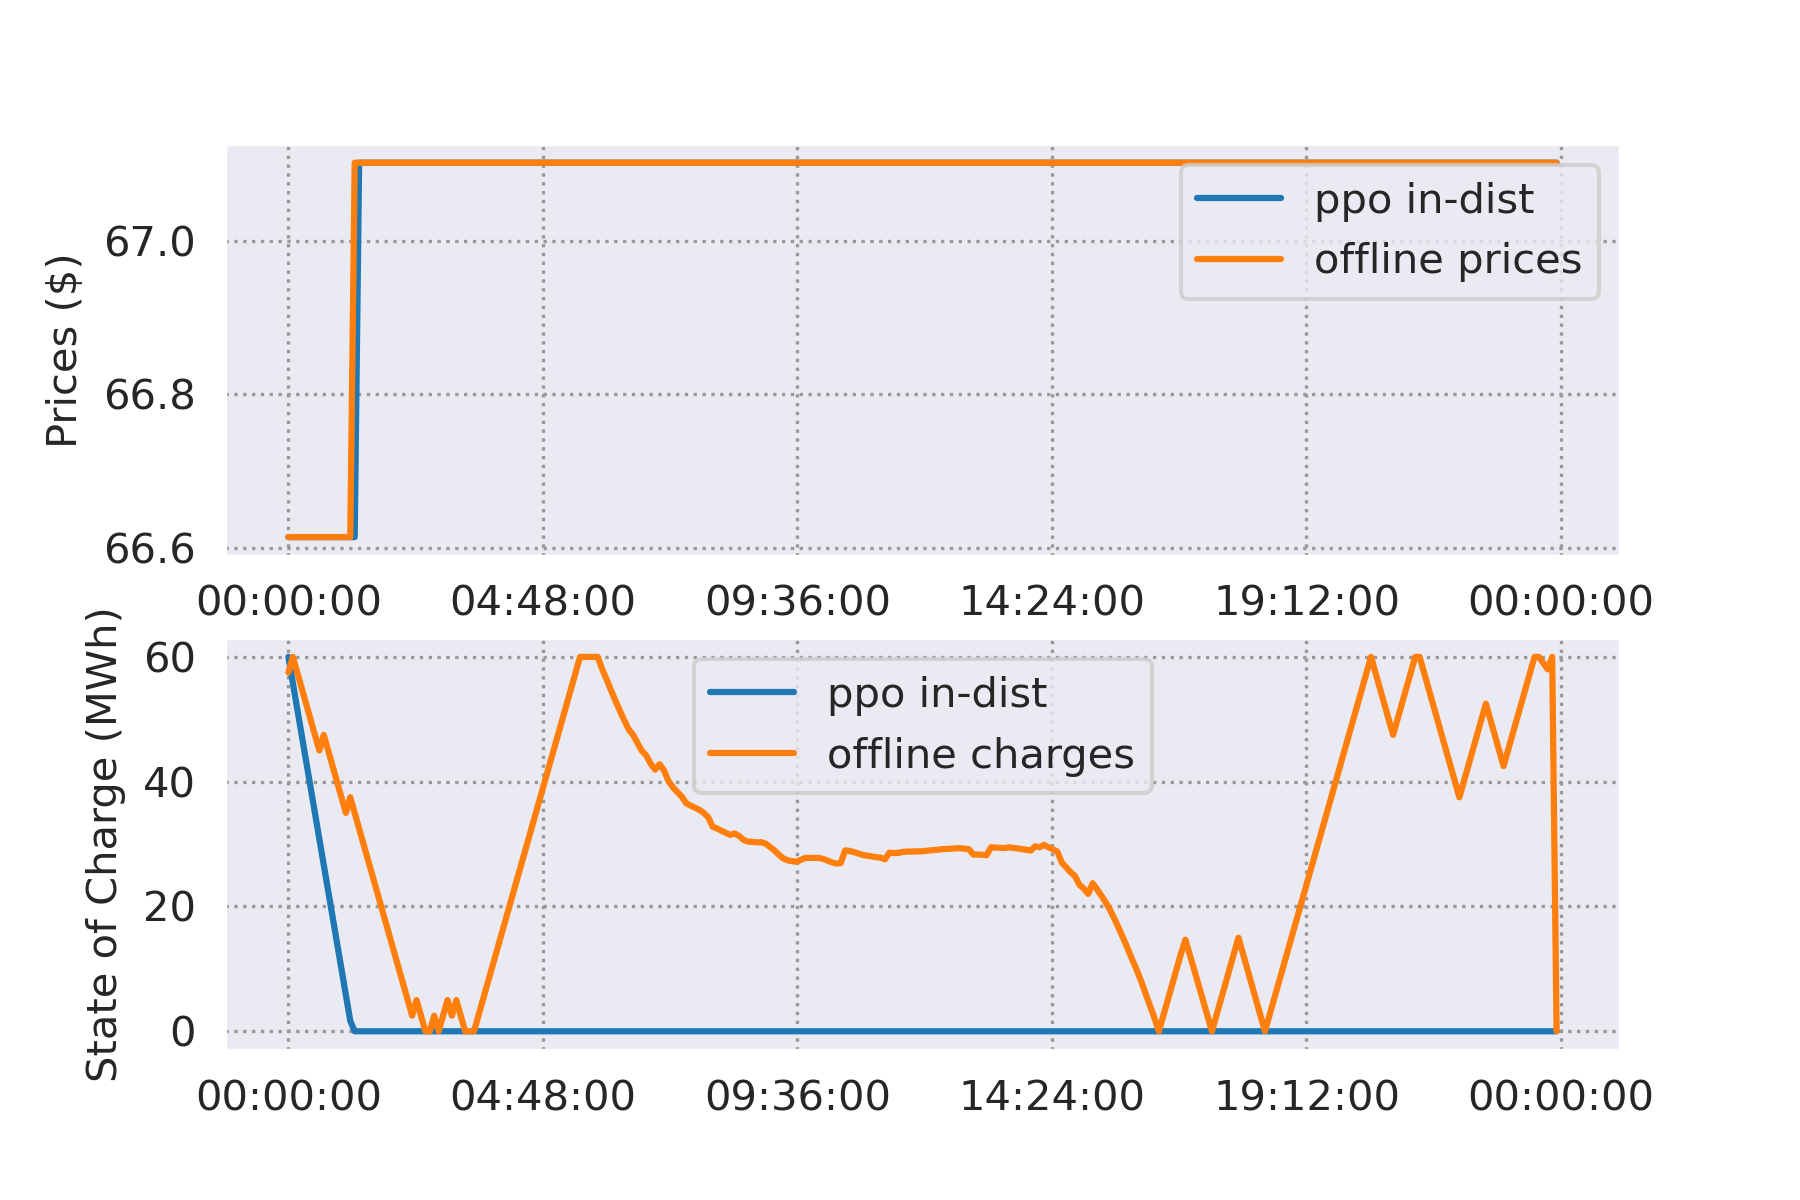 Prices ($)
67.0
66.8
66.6
ppo in-dist
offline prices
00:00:00 04:48:00 09:36:00 14:24:00 19:12:00 00:00:00
State of Charge (MWh)
60
40
20
0
ppo in-dist
offline charges
00:00:00 04:48:00 09:36:00 14:24:00 19:12:00 00:00:00